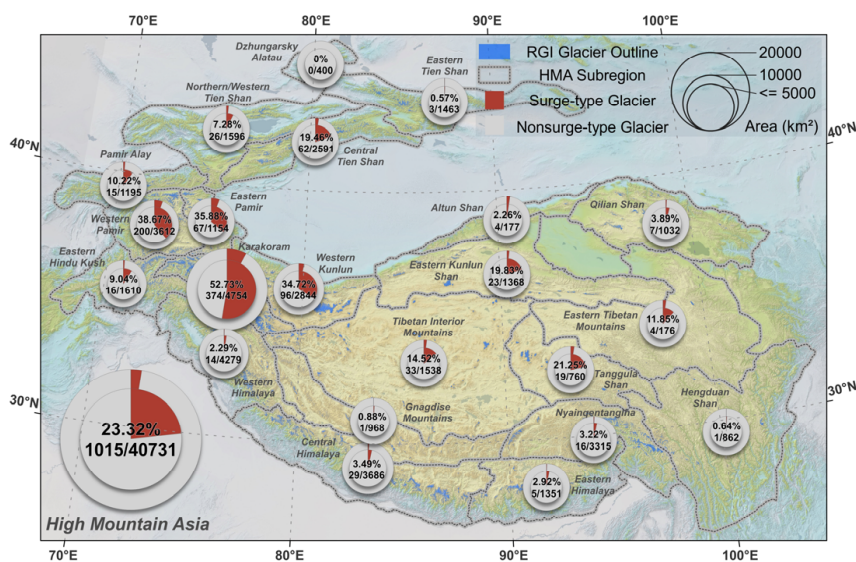 70°E
80°E
90°E
100°E
40°N
30°N
40°N
30°N
70°E
80°E
90°E
100°E
RGI Glacier Outline
HMA Subregion
Surge-type Glacier
Nonsurge-type Glacier
20000
10000
<= 5000
Area (km²)
Dzhungarsky
Alatau
0%
0/400
Eastern
Tien Shan
0.57%
3/1463
Northern/Western
Tien Shan
7.28%
26/1596
19.46%
62/2591
Central
Tien Shan
Pamir Alay
10.22%
15/1195
Western
Pamir
38.67%
200/3612
Eastern
Pamir
35.88%
67/1154
Eastern
Hindu Kush
9.04%
16/1610
Karakoram
52.73%
374/4754
Western
Kunlun
34.72%
96/2844
Altun Shan
2.26%
4/177
Qilian Shan
3.89%
7/1032
Eastern Kunlun
Shan
19.83%
23/1368
Eastern Tibetan
Mountains
11.85%
4/176
Tibetan Interior
Mountains
14.52%
33/1538
21.25%
19/760
Tanggula
Shan
2.29%
14/4279
Western
Himalaya
0.88%
1/968
Gnagdise
Mountains
Nyainqentanglha
3.22%
16/3315
Hengduan
Shan
0.64%
1/862
Central
Himalaya
3.49%
29/3686
2.92%
5/1351
Eastern
Himalaya
23.32%
1015/40731
High Mountain Asia